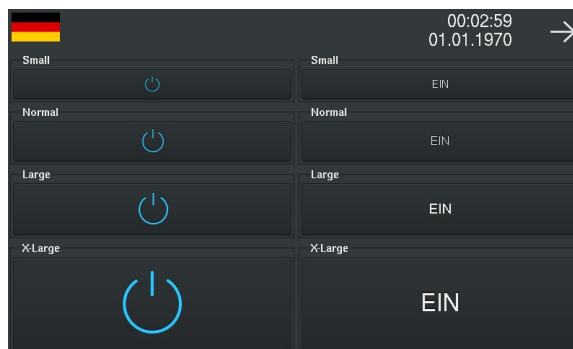 00:02:59
01.01.1970
Small
Small
EIN
Normal
Normal
EIN
Large
Large
EIN
X-Large
X-Large
EIN